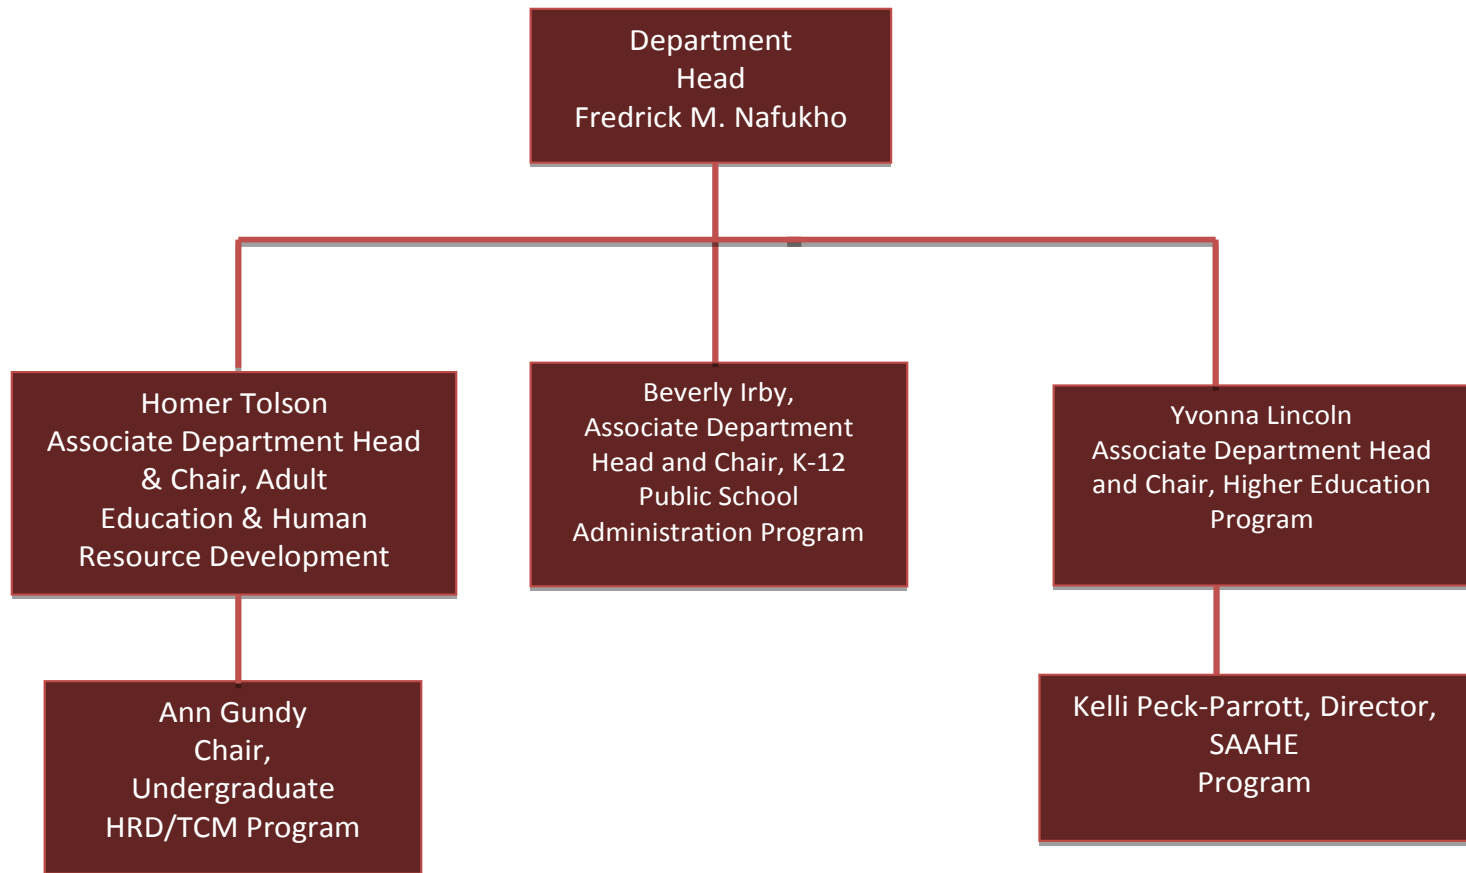 Department
Head
Fredrick M. Nafukho
Homer Tolson
Associate Department Head
& Chair, Adult
Education & Human
Resource Development
Beverly Irby,
Associate Department
Head and Chair, K-12
Public School
Administration Program
Yvonna Lincoln
Associate Department Head
and Chair, Higher Education
Program
Ann Gundy
Chair,
Undergraduate
HRD/TCM Program
Kelli Peck-Parrott, Director,
SAAHE
Program